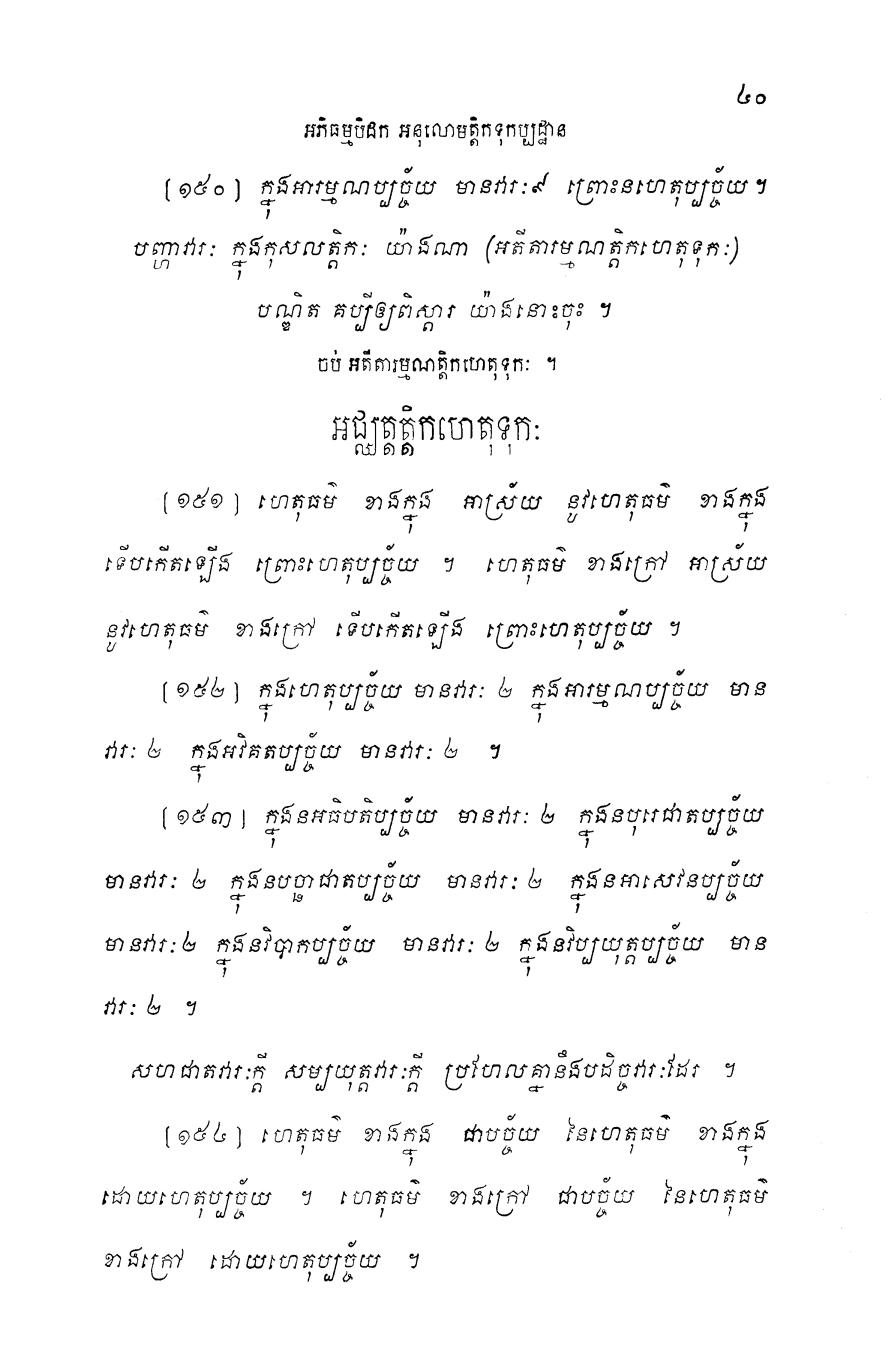 ៤០
អភិធម្មបិដក អនុលោមត្តិកទុកប្បដ្ឋាន
[១៥០] ក្នុងអារម្មណប្បច្ច័យ មានវារៈ៩ ព្រោះនហេតុប្បច្ច័យ។
បញ្ហាវារៈ ក្នុងកុសលត្តិកៈ យ៉ាងណា (អតីតារម្មណត្តិកហេតុទុកៈ)
បណ្ឌិត គប្បីឲ្យពិស្តារ យ៉ាងនោះចុះ ។
ចប់ អតីតារម្មណត្តិកហេតុទុកៈ ។
អជ្ឈត្តត្តិកហេតុទុកៈ
[១៥១] ហេតុធម៌ ខាងក្នុង អាស្រ័យ នូវហេតុធម៌ ខាងក្នុង
ទើបកើតឡើង ព្រោះហេតុប្បច្ច័យ ។ ហេតុធម៌ ខាងក្រៅ អាស្រ័យ
នូវហេតុធម៌ ខាងក្រៅ ទើបកើតឡើង ព្រោះហេតុប្បច្ច័យ ។
[១៥២] ក្នុងហេតុប្បច្ច័យ មានវារៈ ២ ក្នុងអារម្មណប្បច្ច័យ មាន
វារៈ ២ ក្នុងអវិគតប្បច្ច័យ មានវារៈ ២ ។
[១៥៣] ក្នុងនអធិបតិប្បច្ច័យ មានវារៈ ២ ក្នុងនបុរេជាតប្បច្ច័យ
មានវារៈ ២ ក្នុងនបច្ឆាជាតប្បច្ច័យ មានវារៈ ២ ក្នុងនអាសេវនប្បច្ច័យ
មានវារៈ ២ ក្នុងនវិបាកប្បច្ច័យ មានវារៈ ២ ក្នុងនវិប្បយុត្តប្បច្ច័យ មាន
វារៈ ២ ។
សហជាតវារៈក្តី សម្បយុត្តវារៈក្តី ប្រហែលគ្នានឹងបដិច្ចវារៈដែរ ។
[១៥៤] ហេតុធម៌ ខាងក្នុង ជាបច្ច័យ នៃហេតុធម៌ ខាងក្នុង
ដោយហេតុប្បច្ច័យ ។ ហេតុធម៌ ខាងក្រៅ ជាបច្ច័យ នៃហេតុធម៌
ខាងក្រៅ ដោយហេតុប្បច្ច័យ ។